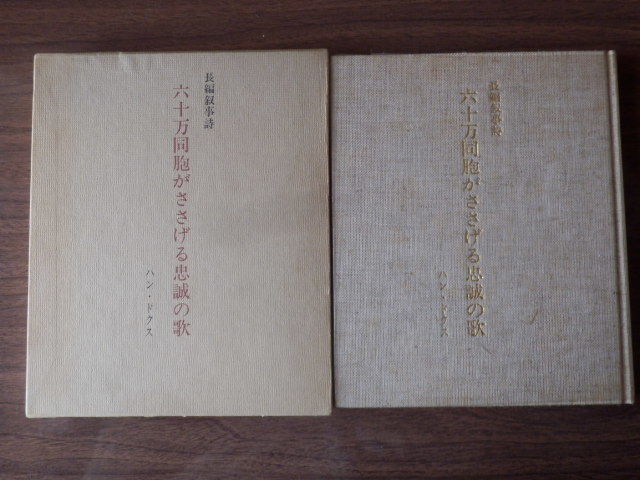 長編叙事詩
六十万同胞がささげる忠誠の歌
ハン・ドクス
長編叙事詩
六十万同胞がささげる忠誠の歌
ハン・ドクス